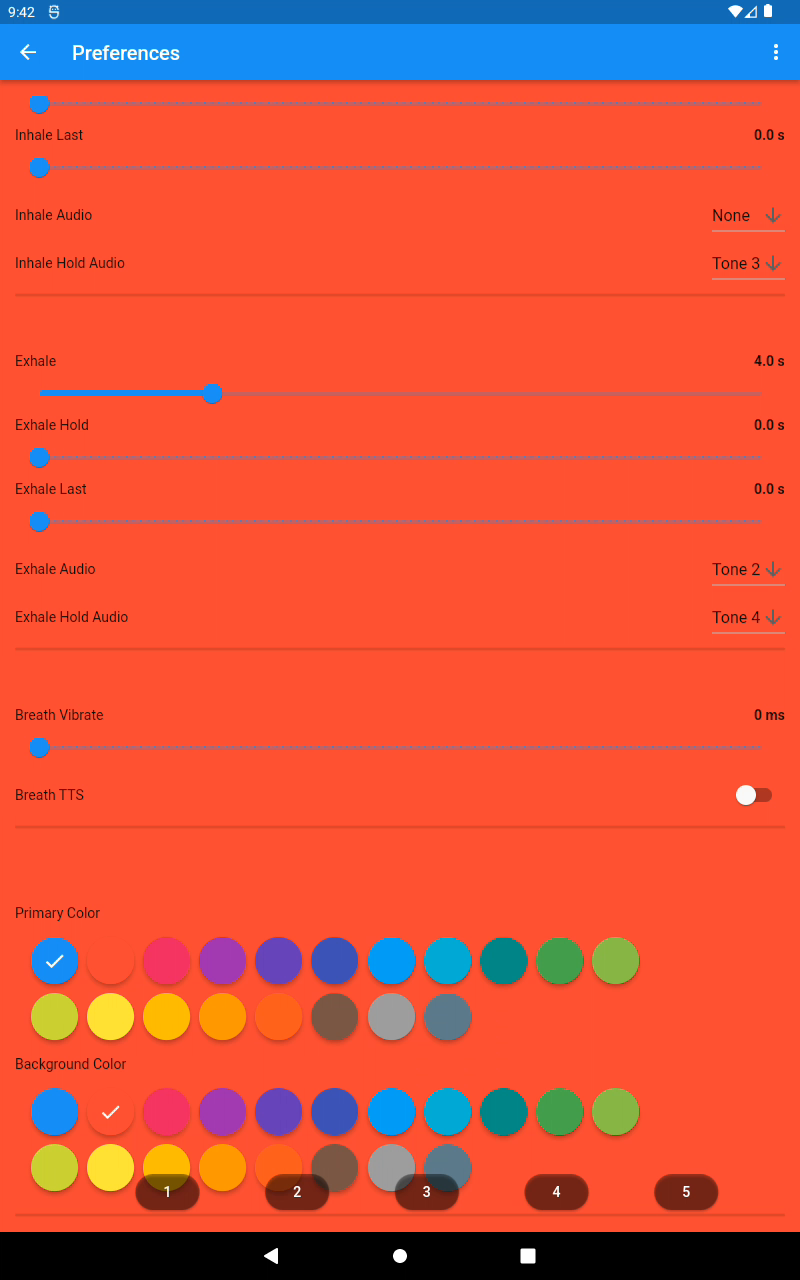 9:42
Preferences
Inhale Last 0.0 s
Inhale Audio None
Inhale Hold Audio Tone 3
Exhale 4.0 s
Exhale Hold 0.0 s
Exhale Last 0.0 s
Exhale Audio Tone 2
Exhale Hold Audio Tone 4
Breath Vibrate 0 ms
Breath TTS
Primary Color
Background Color
1 2 3 4 5